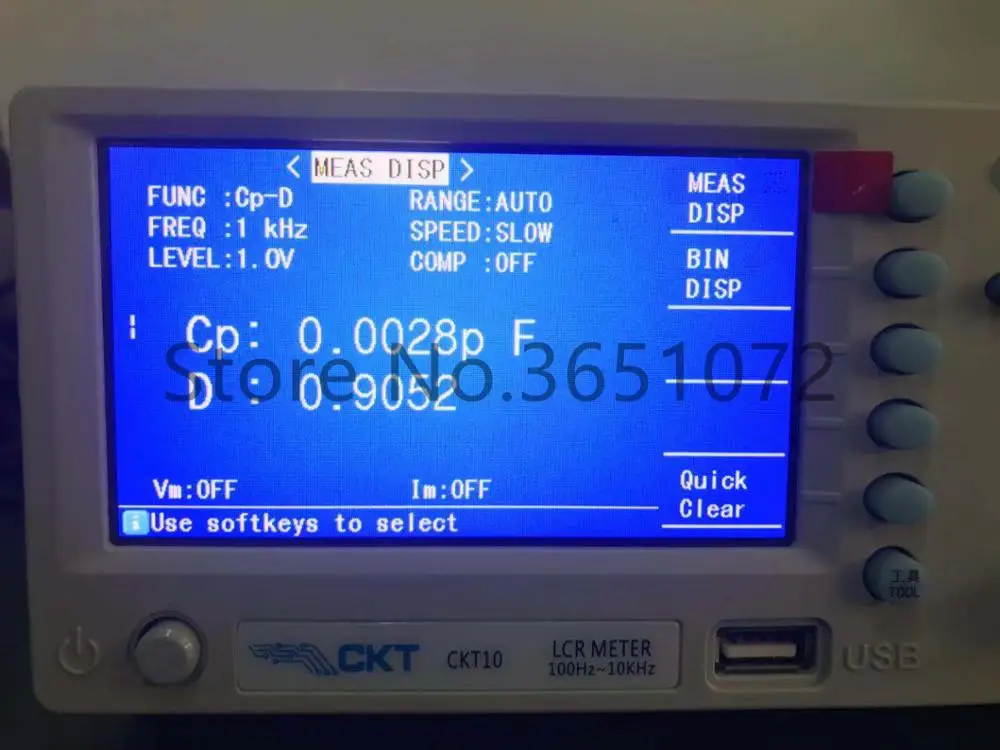 < MEAS DISP >
FUNC :Cp-D RANGE:AUTO
FREQ :1 kHz SPEED:SLOW
LEVEL:1.0V COMP :OFF
MEAS
DISP
BIN
DISP
Cp: 0.0028p F
D : 0.9052
Store No.3651072
Vm:OFF Im:OFF
Quick
Clear
i Use softkeys to select
工具
TOOL
CKT CKT10 LCR METER
100Hz~10KHz
USB